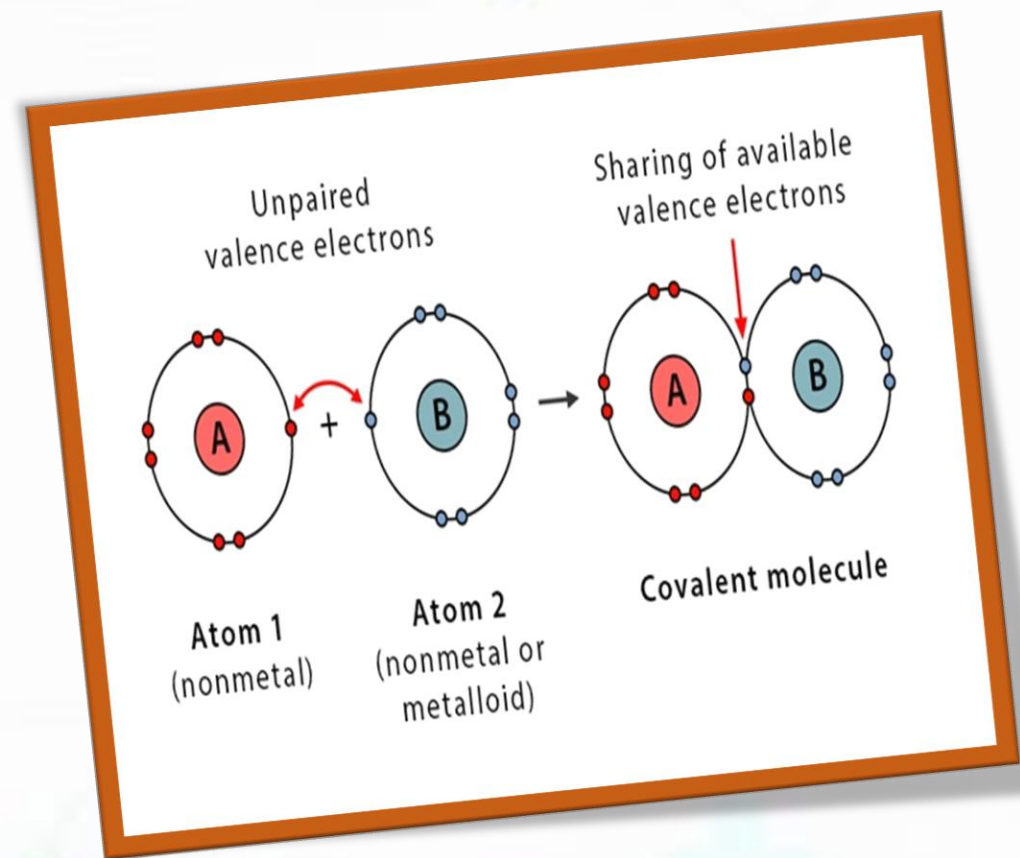 Unpaired
valence electrons
Sharing of available
valence electrons
A
+
B
A
B
Atom 1
(nonmetal)
Atom 2
(nonmetal or
metalloid)
Covalent molecule